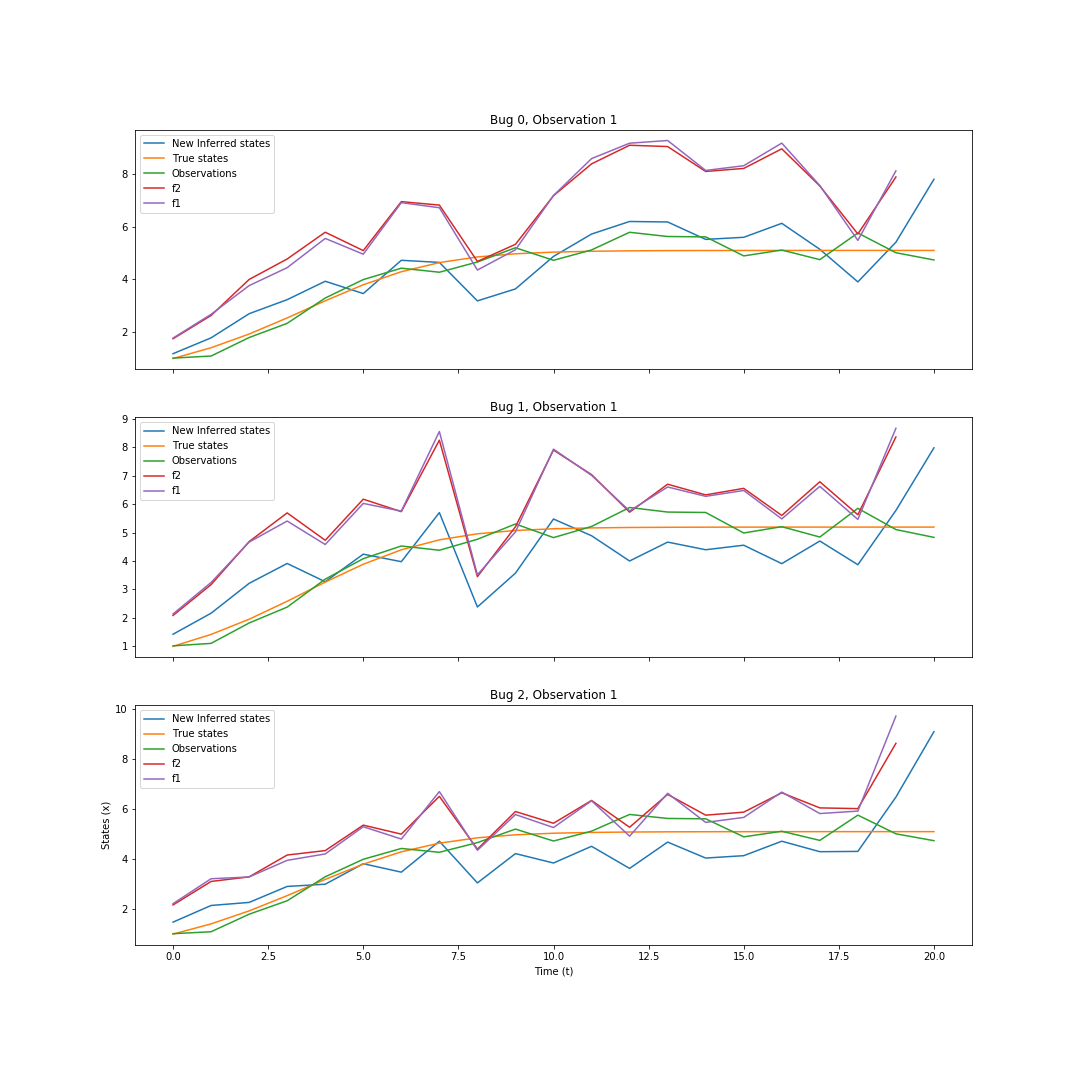 Bug 0, Observation 1
New Inferred states
True states
Observations
f2
f1
8
6
4
2
Bug 1, Observation 1
New Inferred states
True states
Observations
f2
f1
9
8
7
6
5
4
3
2
1
Bug 2, Observation 1
New Inferred states
True states
Observations
f2
f1
10
8
6
4
2
States (x)
0.0 2.5 5.0 7.5 10.0 12.5 15.0 17.5 20.0
Time (t)